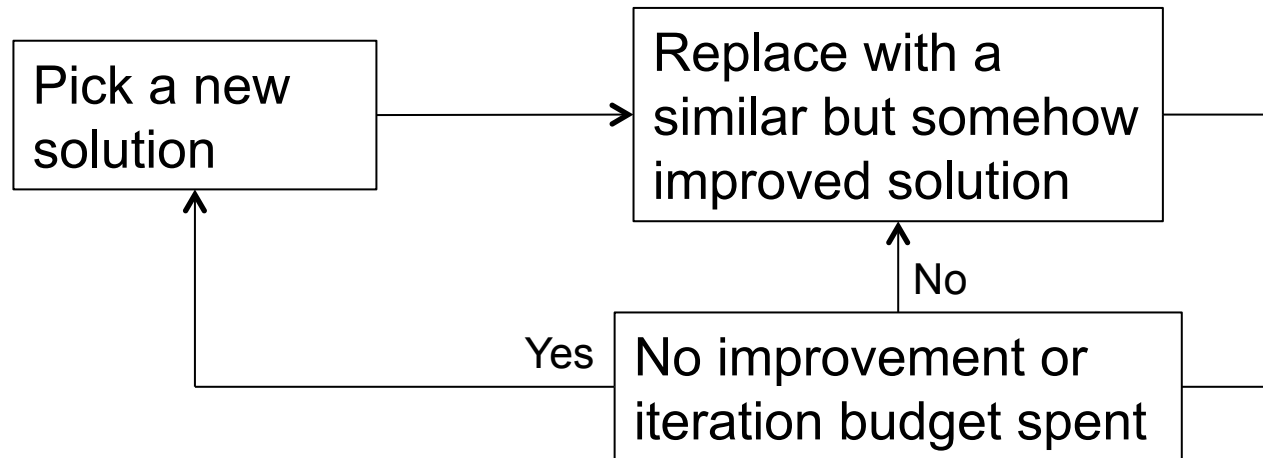 Pick a new
solution
Replace with a
similar but somehow
improved solution
No
Yes
No improvement or
iteration budget spent